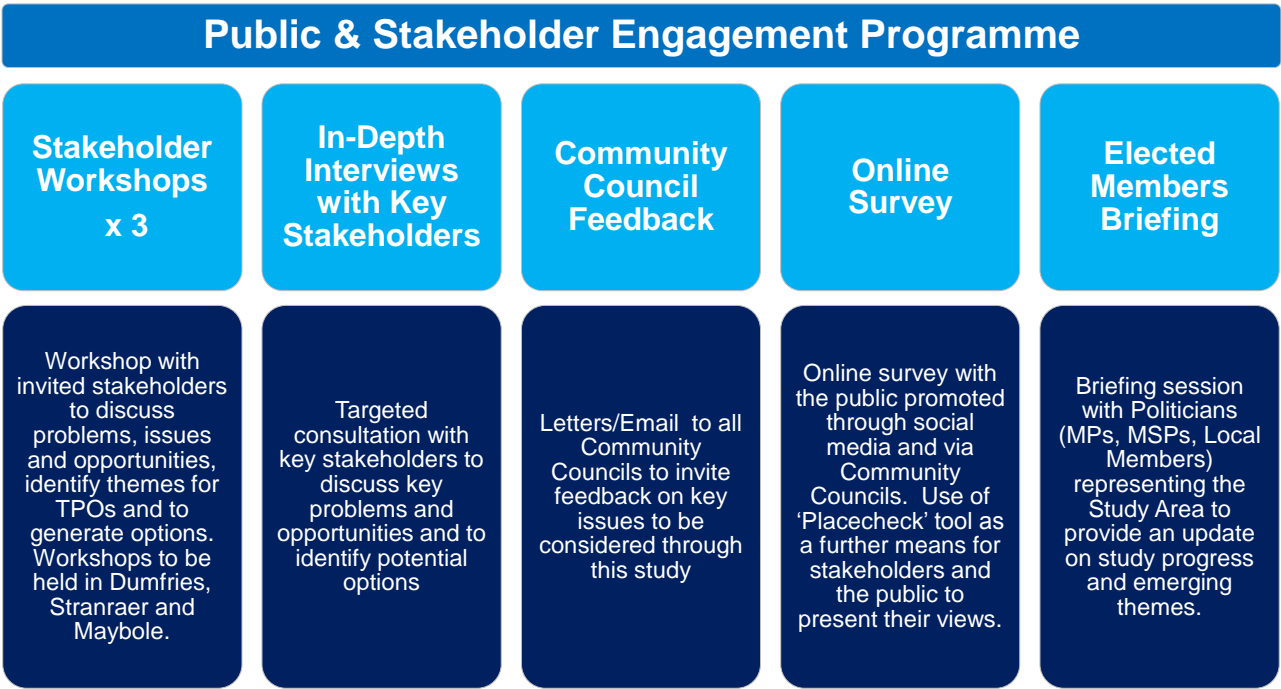 Public & Stakeholder Engagement Programme
Stakeholder
Workshops
x 3
In-Depth
Interviews
with Key
Stakeholders
Community
Council
Feedback
Online
Survey
Elected
Members
Briefing
Workshop with
invited stakeholders
to discuss
problems, issues
and opportunities,
identify themes for
TPOs and to
generate options.
Workshops to be
held in Dumfries,
Stranraer and
Maybole.
Targeted
consultation with
key stakeholders to
discuss key
problems and
opportunities and to
identify potential
options
Letters/Email  to all
Community
Councils to invite
feedback on key
issues to be
considered through
this study
Online survey with
the public promoted
through social
media and via
Community
Councils.  Use of
‘Placecheck’ tool as
a further means for
stakeholders and
the public to
present their views.
Briefing session
with Politicians
(MPs, MSPs, Local
Members)
representing the
Study Area to
provide an update
on study progress
and emerging
themes.